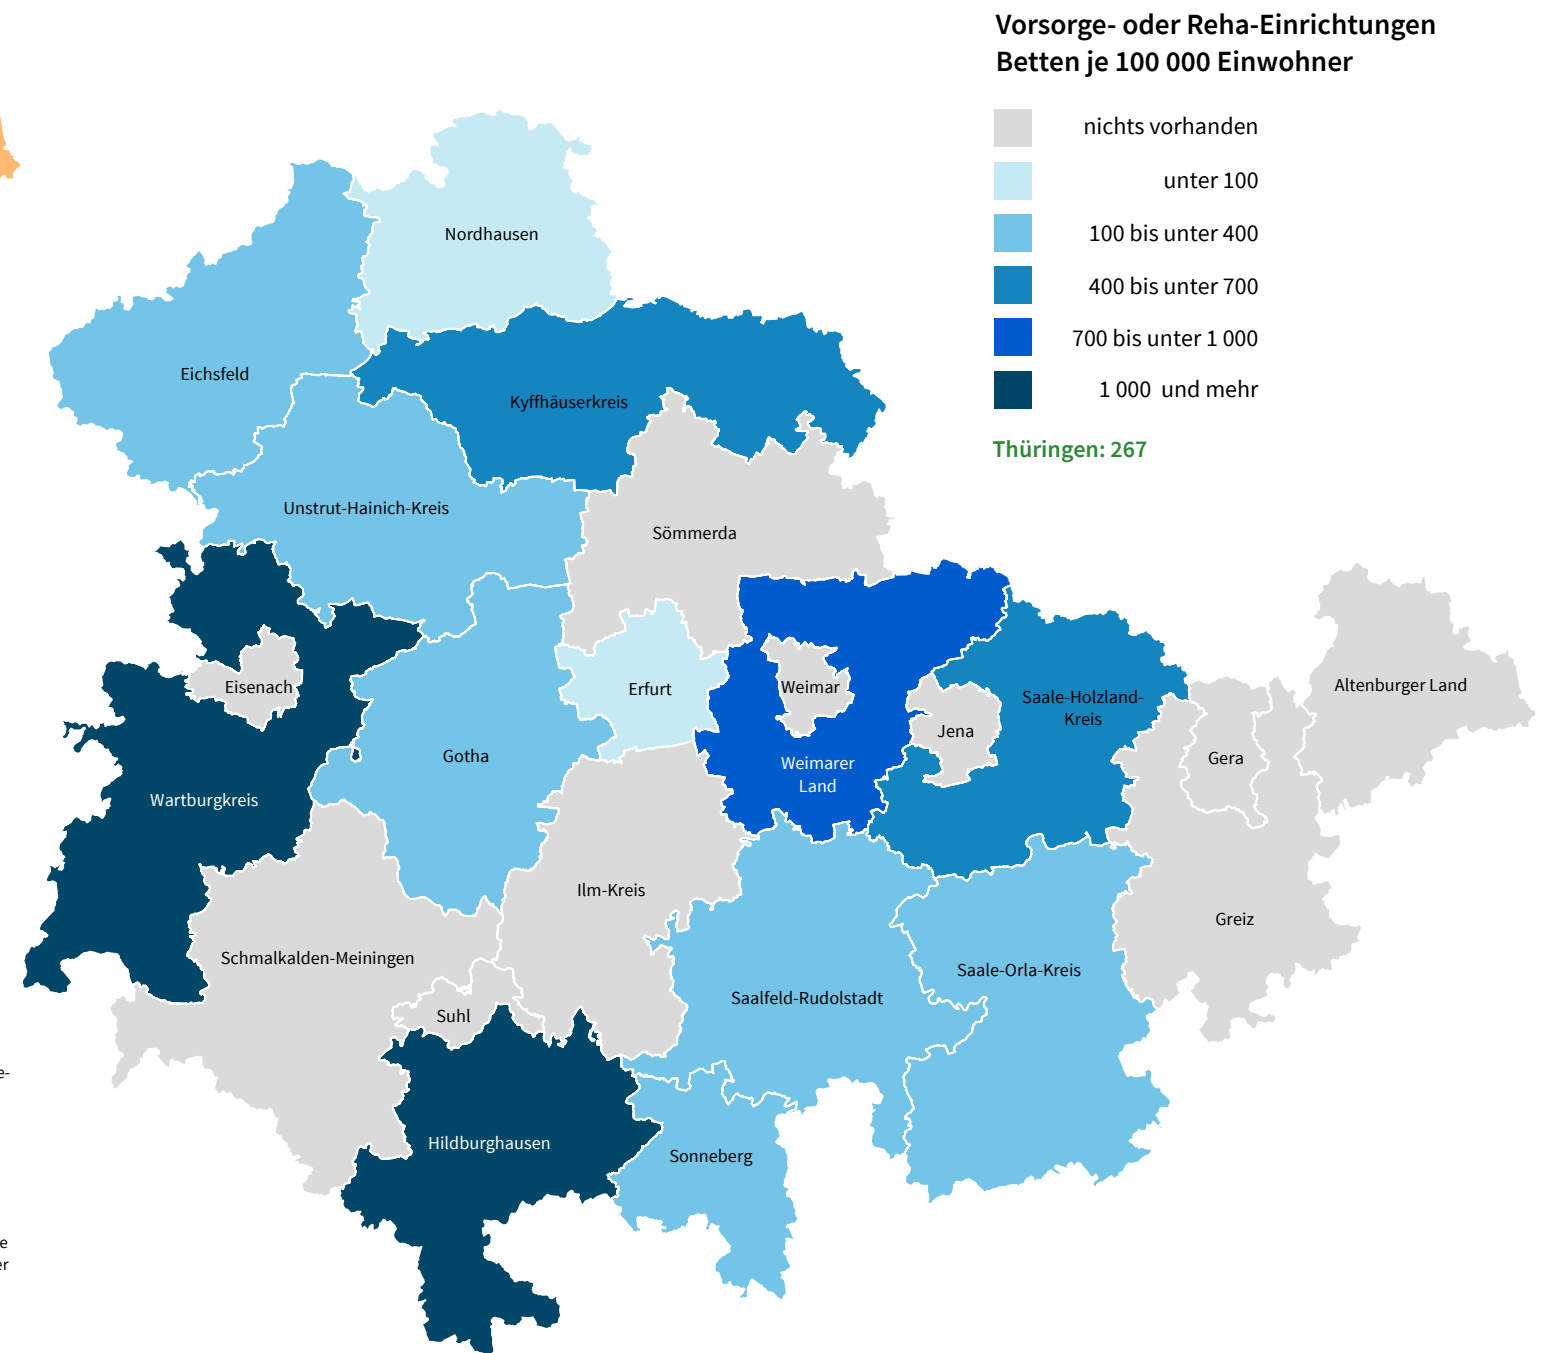 Vorsorge- oder Reha-Einrichtungen
Betten je 100 000 Einwohner
nichts vorhanden
unter 100
100 bis unter 400
400 bis unter 700
700 bis unter 1 000
1 000 und mehr
Thüringen: 267
Nordhausen
Eichsfeld
Kyffhäuserkreis
Unstrut-Hainich-Kreis
Sömmerda
Eisenach
Erfurt
Weimar
Saale-Holzland-
Kreis
Altenburger Land
Jena
Gotha
Gera
Weimarer
Land
Wartburgkreis
Ilm-Kreis
Greiz
Schmalkalden-Meiningen
Saale-Orla-Kreis
Saalfeld-Rudolstadt
Suhl
e-
Hildburghausen
Sonneberg
e
er